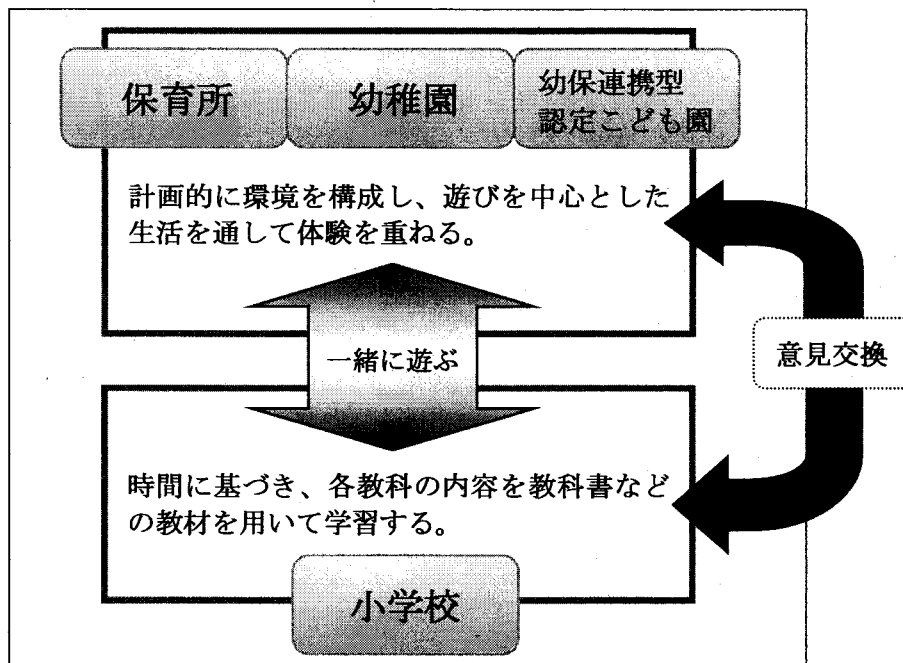 保育所
幼稚園
幼保連携型
認定こども園
計画的に環境を構成し、遊びを中心とした
生活を通して体験を重ねる。
一緒に遊ぶ
意見交換
時間に基づき、各教科の内容を教科書など
の教材を用いて学習する。
小学校